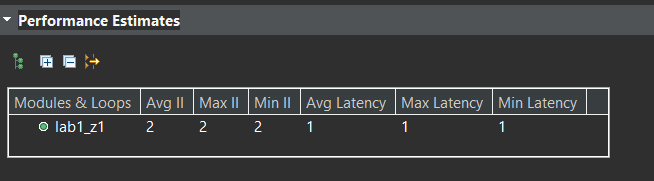 Performance Estimates
Modules & Loops Avg II Max II Min II Avg Latency Max Latency Min Latency
lab1_z1 2 2 2 1 1 1